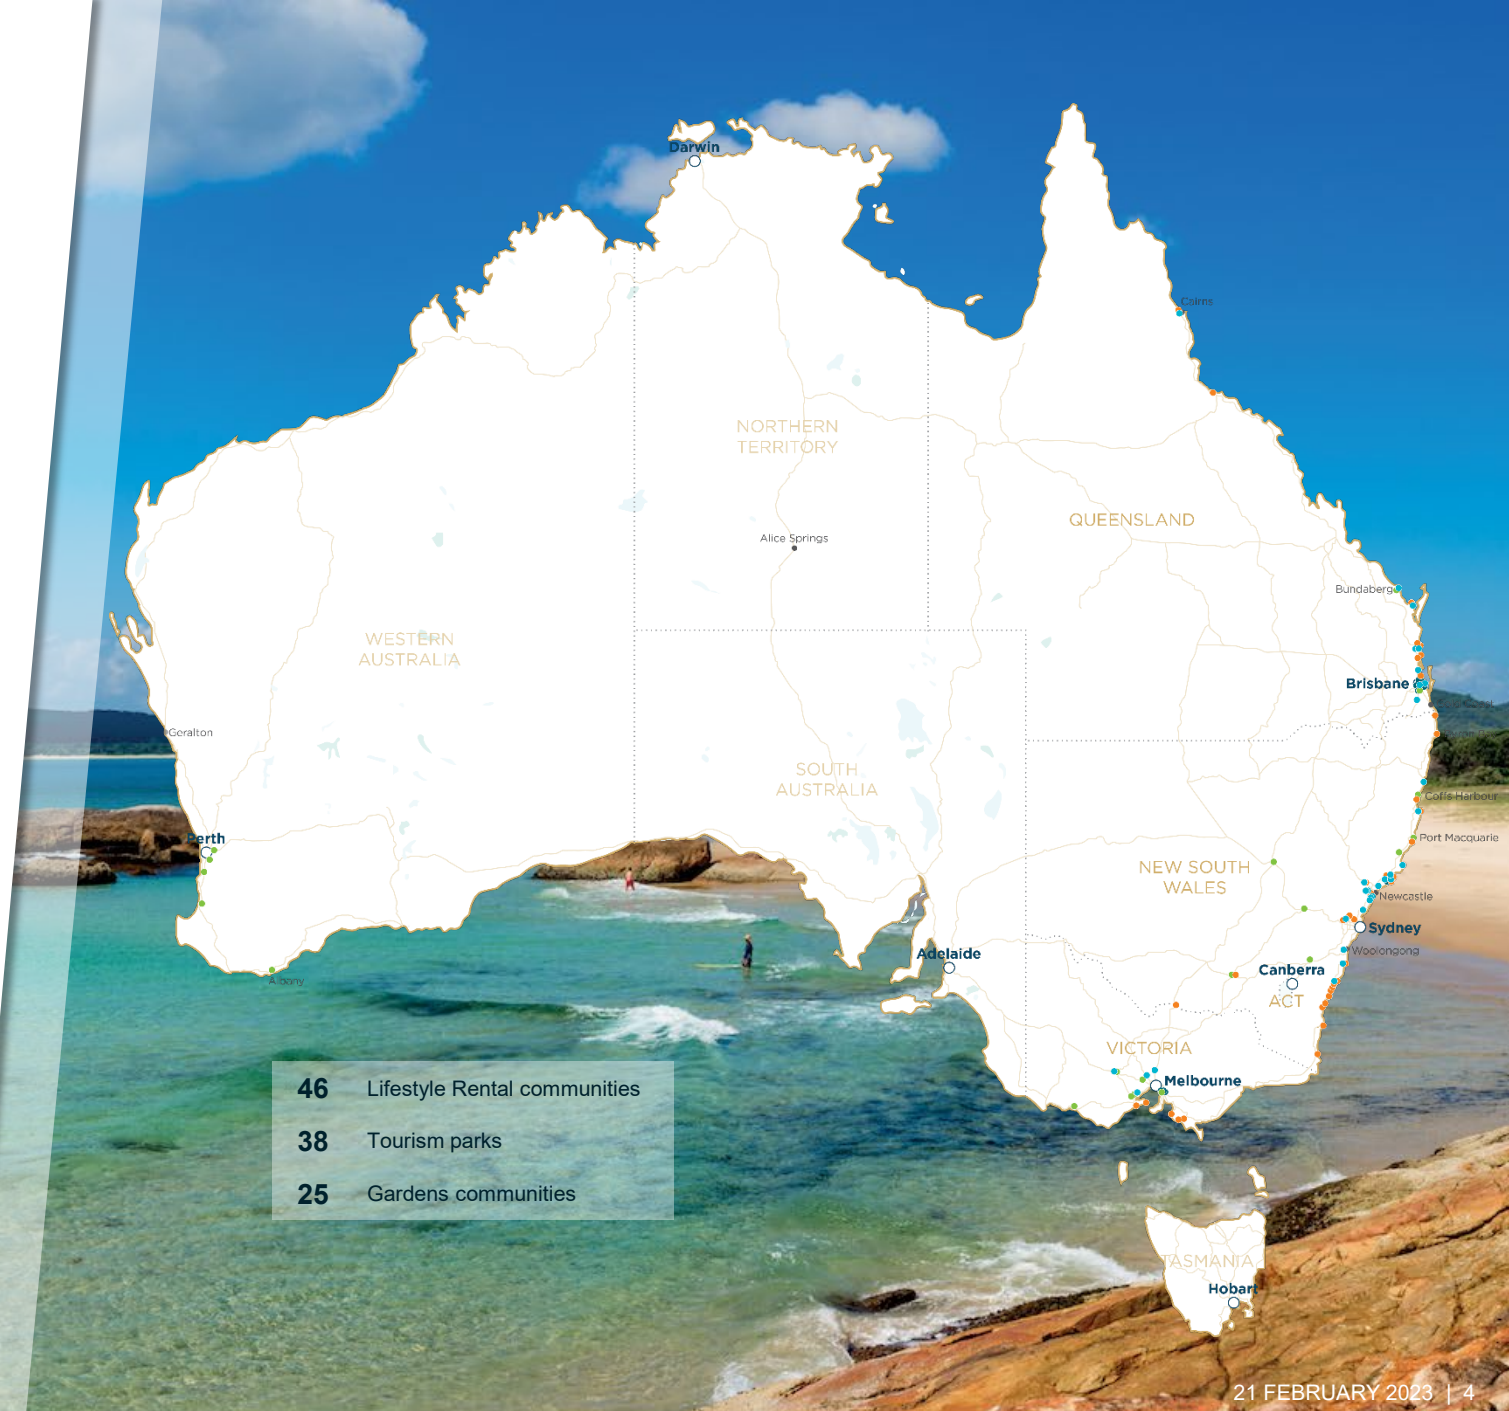 Darwin
Cairns
NORTHERN
TERRITORY
QUEENSLAND
Alice Springs
Bundaberg
WESTERN
AUSTRALIA
Brisbane
Geralton
SOUTH
AUSTRALIA
Coffs Harbour
Perth
Port Macquarie
NEW SOUTH
WALES
Newcastle
Sydney
Woolongong
Adelaide
Canberra
Albany
ACT
VICTORIA
Melbourne
46 Lifestyle Rental communities
38 Tourism parks
25 Gardens communities
TASMANIA
Hobart
21 FEBRUARY 2023 | 4